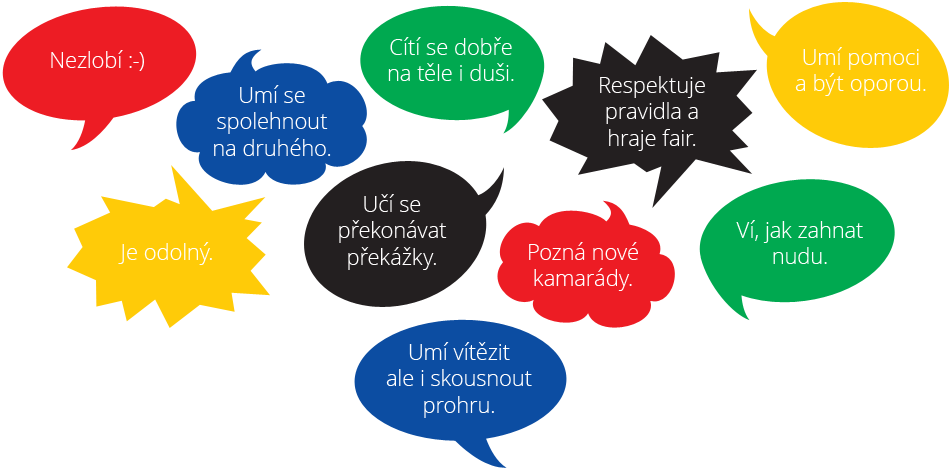 Nezlobí :-)
Umí se
spolehnout
na druhého.
Cítí se dobře
na těle i duši.
Respektuje
pravidla a
hraje fair.
Umí pomoci
a být oporou.
Je odolný.
Učí se
překonávat
překážky.
Pozná nové
kamarády.
Ví, jak zahnat
nudu.
Umí vítězit
ale i skousnout
prohru.